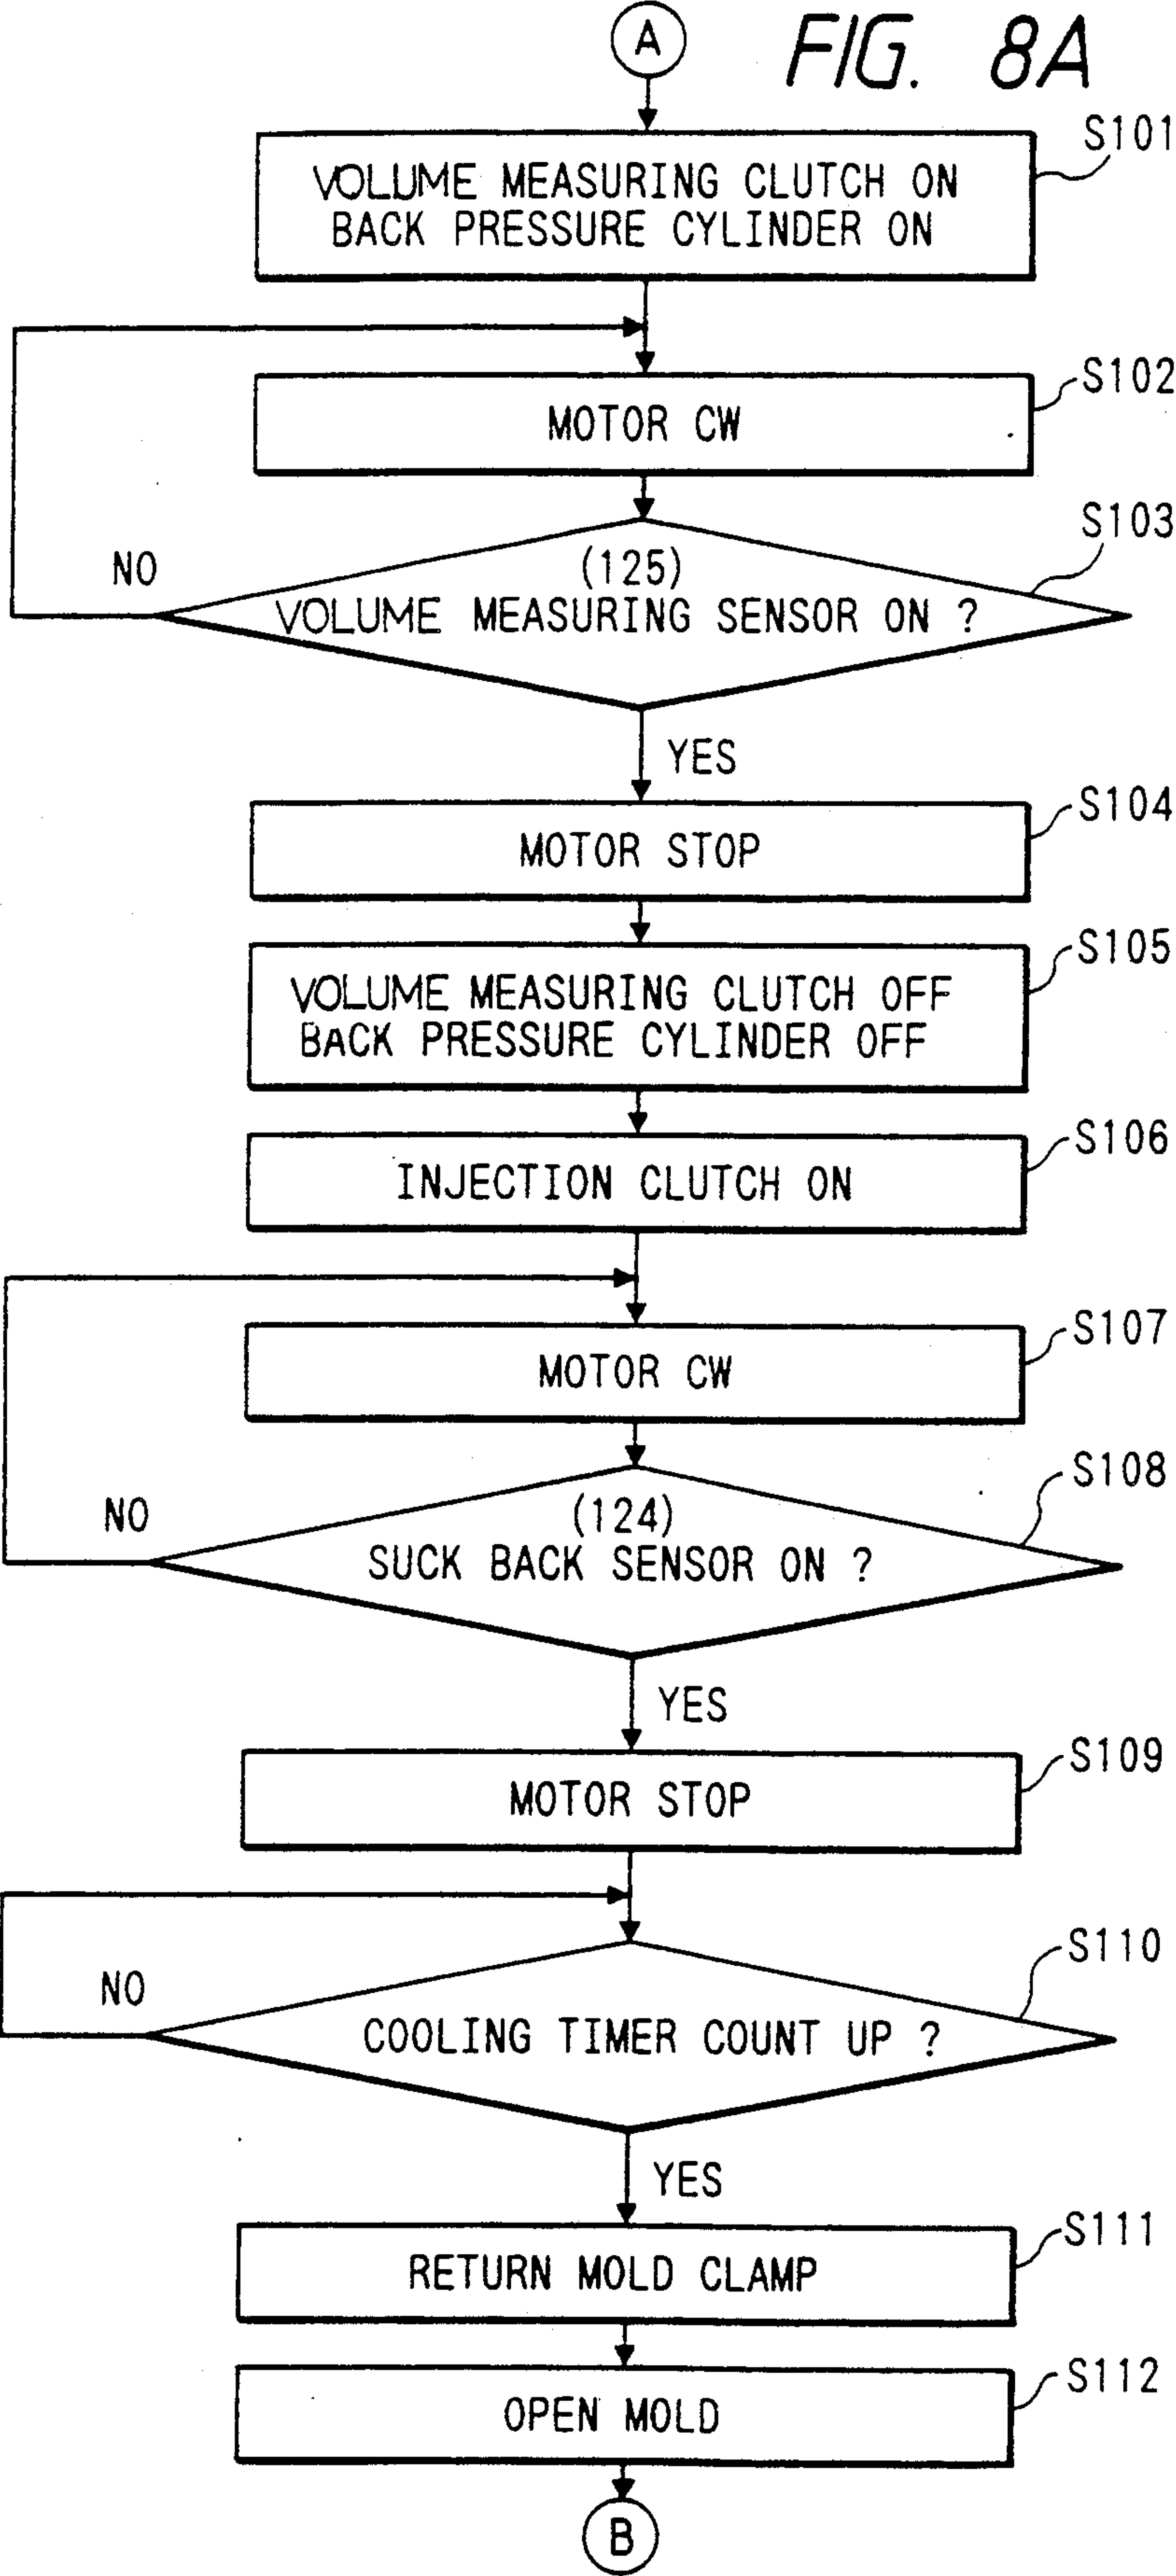 A
FIG. 8A
S101
VOLUME MEASURING CLUTCH ON
BACK PRESSURE CYLINDER ON
S102
MOTOR CW
S103
NO
(125)
VOLUME MEASURING SENSOR ON ?
YES
S104
MOTOR STOP
S105
VOLUME MEASURING CLUTCH OFF
BACK PRESSURE CYLINDER OFF
S106
INJECTION CLUTCH ON
S107
MOTOR CW
S108
NO
(124)
SUCK BACK SENSOR ON ?
YES
S109
MOTOR STOP
S110
NO
COOLING TIMER COUNT UP ?
YES
S111
RETURN MOLD CLAMP
S112
OPEN MOLD
B